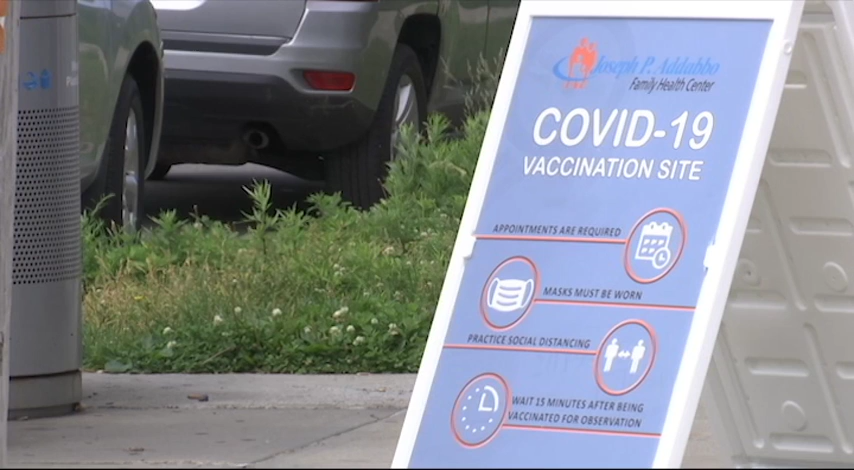 Joseph P. Addabbo
Family Health Center
COVID-19
VACCINATION SITE
APPOINTMENTS ARE REQUIRED
MASKS MUST BE WORN
PRACTICE SOCIAL DISTANCING
WAIT 15 MINUTES AFTER BEING
VACCINATED FOR OBSERVATION